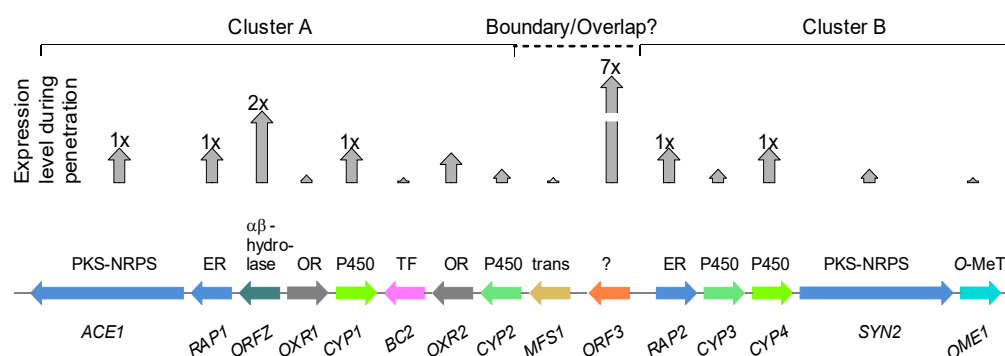 Cluster A Boundary/Overlap? Cluster B
Expression
level during
penetration
1x 1x 2x 1x 7x 1x 1x
αβ-
hydro-
PKS-NRPS ER lase OR P450 TF OR P450 trans ? ER P450 P450 PKS-NRPS O-MeT
ACE1 RAP1 ORFZ OXR1 CYP1 BC2 OXR2 CYP2 MFS1 ORF3 RAP2 CYP3 CYP4 SYN2 OME1